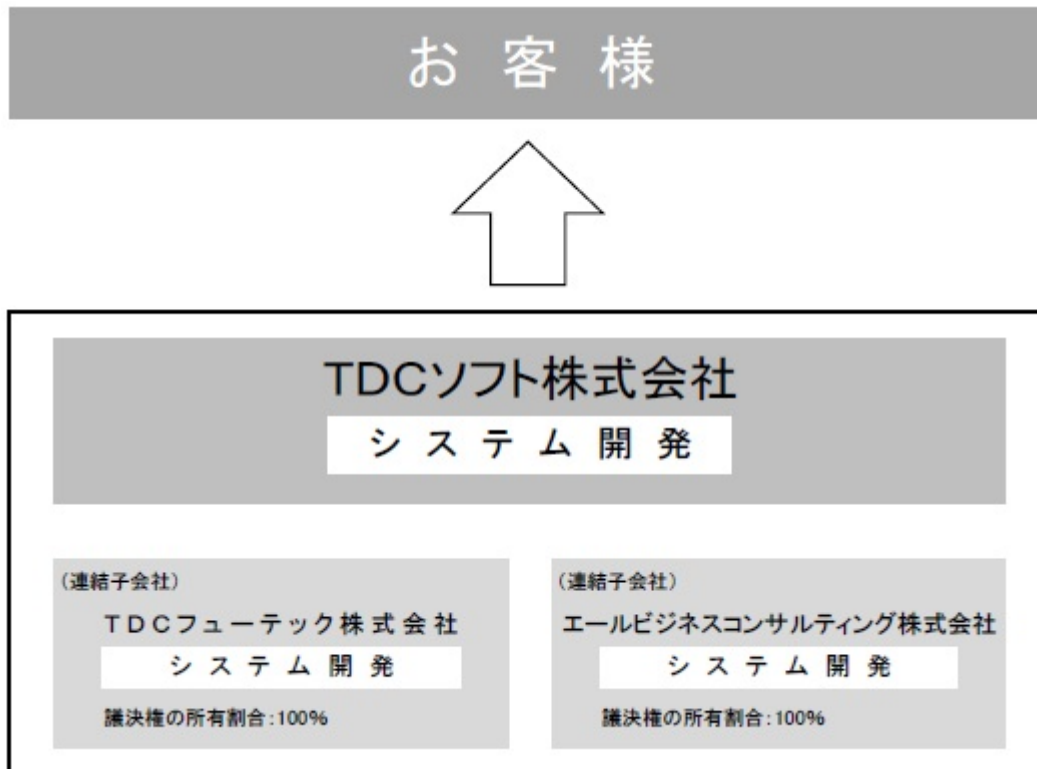 お客様
TDCソフト株式会社
システム開発
(連結子会社)
TDCフューテック株式会社
システム開発
議決権の所有割合:100%
(連結子会社)
エールビジネスコンサルティング株式会社
システム開発
議決権の所有割合:100%